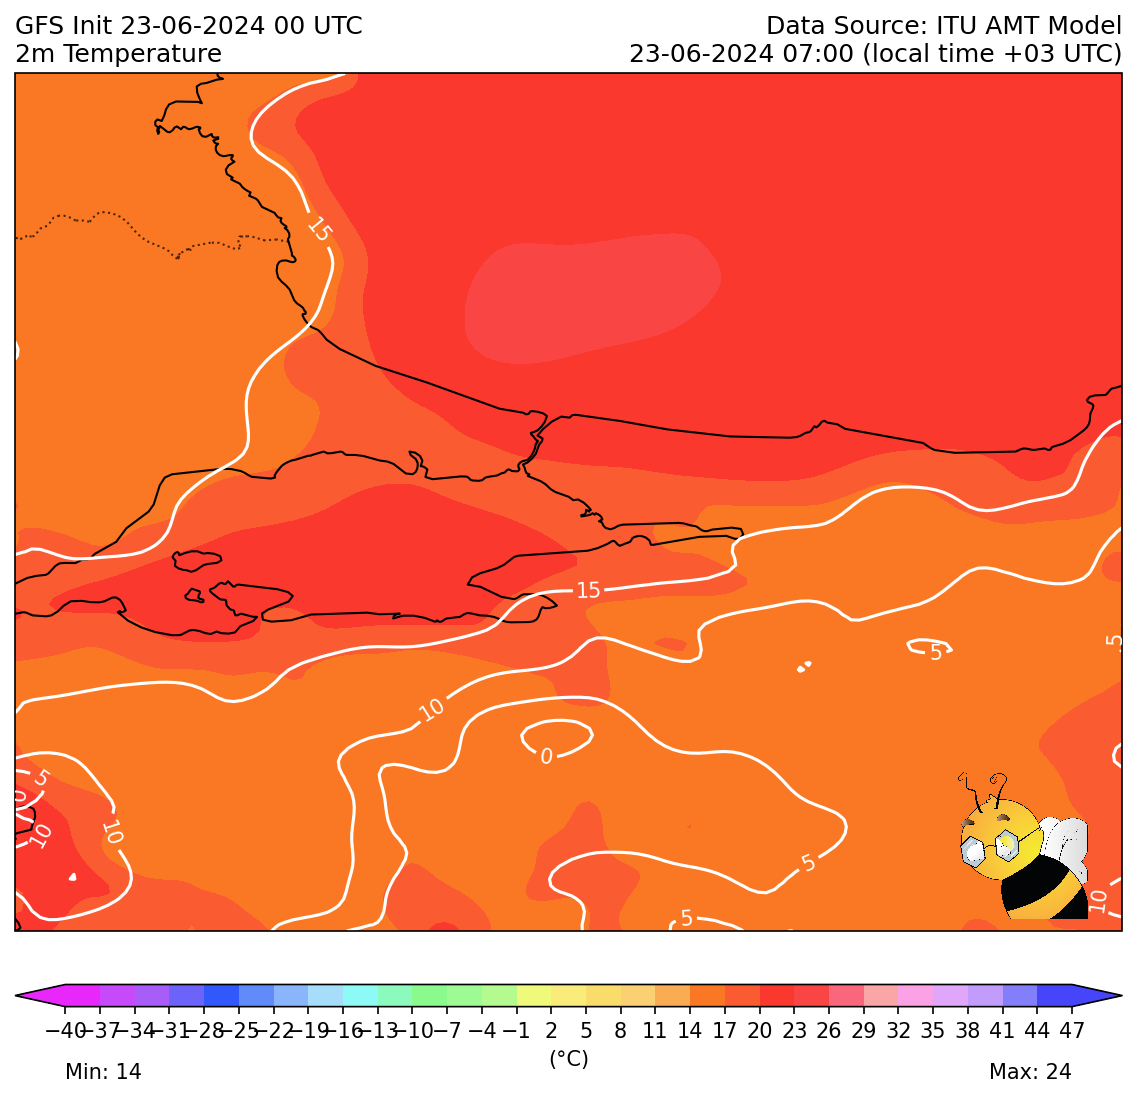 GFS Init 23-06-2024 00 UTC
Data Source: ITU AMT Model
2m Temperature
23-06-2024 07:00 (local time +03 UTC)
15
15
5
5
10
0
5
0
10
10
5
10
5
−40 −37 −34 −31 −28 −25 −22 −19 −16 −13 −10 −7 −4 −1 2 5 8 11 14 17 20 23 26 29 32 35 38 41 44 47
(°C)
Min: 14
Max: 24